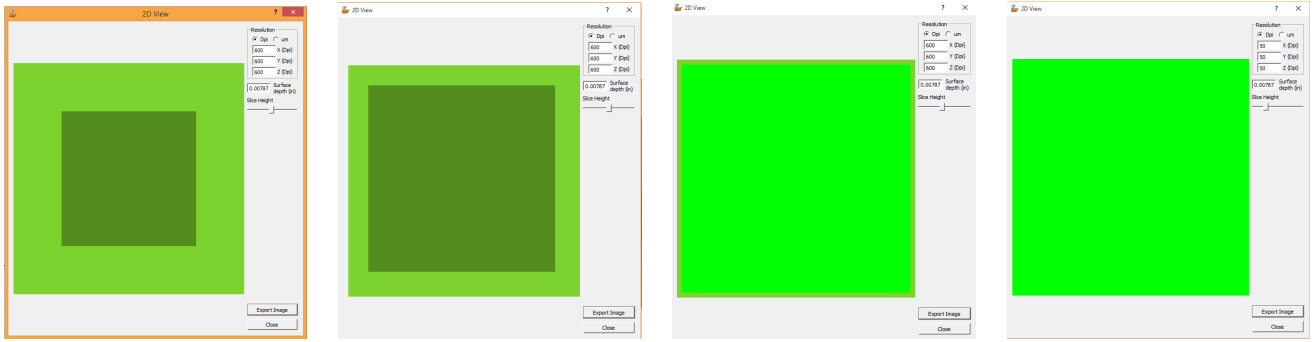 2D View ? ×
Resolution
Dpi um
600 X (Dpi)
600 Y (Dpi)
600 Z (Dpi)
0.00787 Surface depth (in)
Slice Height
Export Image
Close
2D View ? ×
Resolution
Dpi um
600 X (Dpi)
600 Y (Dpi)
600 Z (Dpi)
0.00787 Surface depth (in)
Slice Height
Export Image
Close
2D View ? ×
Resolution
Dpi um
600 X (Dpi)
600 Y (Dpi)
600 Z (Dpi)
0.00787 Surface depth (in)
Slice Height
Export Image
Close
2D View ? ×
Resolution
Dpi um
50 X (Dpi)
50 Y (Dpi)
50 Z (Dpi)
0.00787 Surface depth (in)
Slice Height
Export Image
Close